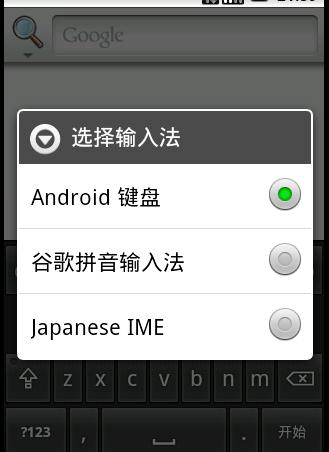 Google
选择输入法
Android 键盘
谷歌拼音输入法
Japanese IME
z x c v b n m
?123 , . 开始